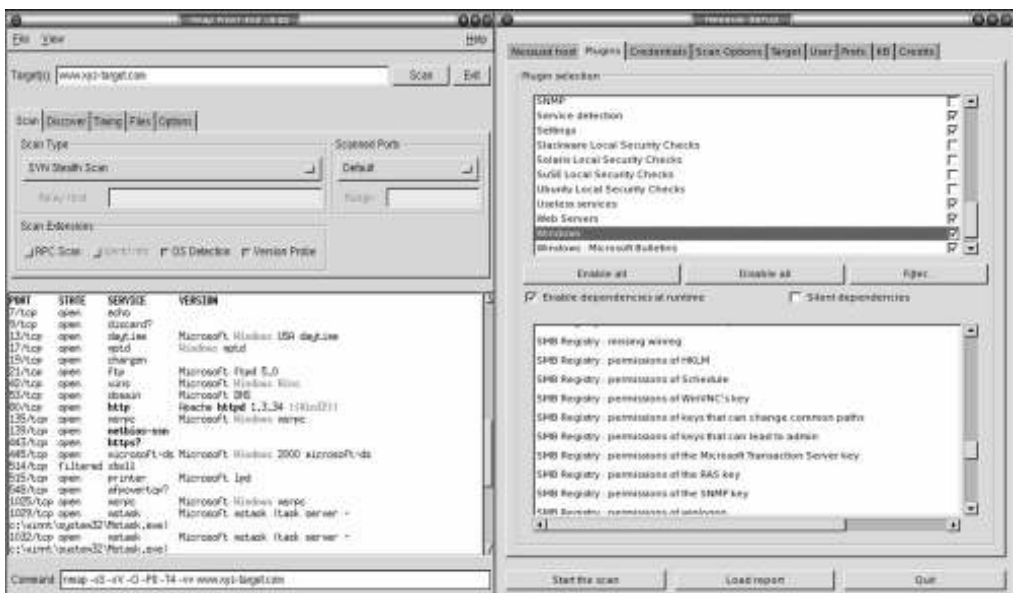 File View
Help
Target(s): www.xyz-target.com
Scan
Exit
Scan Discover Timing Files Options
Scan Type
SYN Stealth Scan
Relay Host
Scanned Ports
Default
Range
Scan Extensions
RPC Scan
OS Detection
Version Probe
PORT STATE SERVICE VERSION
7/tcp open echo
9/tcp open discard?
13/tcp open daytime Microsoft Windows USA daytime
17/tcp open qotd Windows qotd
19/tcp open chargen
21/tcp open ftp Microsoft ftpd 5.0
42/tcp open wins Microsoft Windows Wins
53/tcp open domain Microsoft DNS
80/tcp open http Apache httpd 1.3.34 ((Win32))
135/tcp open msrpc Microsoft Windows msrpc
139/tcp open netbios-ssn
443/tcp open https?
445/tcp open microsoft-ds Microsoft Windows 2000 microsoft-ds
514/tcp filtered shell
515/tcp open printer Microsoft lpd
548/tcp open afpovertcp?
1025/tcp open msrpc Microsoft Windows msrpc
1029/tcp open mstask Microsoft mstask (task server -
c:\winnt\system32\Mstask.exe)
1032/tcp open mstask Microsoft mstask (task server -
c:\winnt\system32\Mstask.exe)
Command: nmap -sS -sV -O -P0 -T4 -vv www.xyz-target.com
Nessusd host Plugins Credentials Scan Options Target User Prefs. KB Credits
Plugin selection
SNMP
Service detection
Settings
Slackware Local Security Checks
Solaris Local Security Checks
SuSE Local Security Checks
Ubuntu Local Security Checks
Useless services
Web Servers
Windows
Windows : Microsoft Bulletins
Enable all
Disable all
Filter...
Enable dependencies at runtime
Silent dependencies
SMB Registry : missing winreg
SMB Registry : permissions of HKLM
SMB Registry : permissions of Schedule
SMB Registry : permissions of WinVNC's key
SMB Registry : permissions of keys that can change common paths
SMB Registry : permissions of keys that can lead to admin
SMB Registry : permissions of the Microsoft Transaction Server key
SMB Registry : permissions of the RAS key
SMB Registry : permissions of the SNMP key
SMB Registry : permissions of winlogon
Start the scan
Load report
Quit